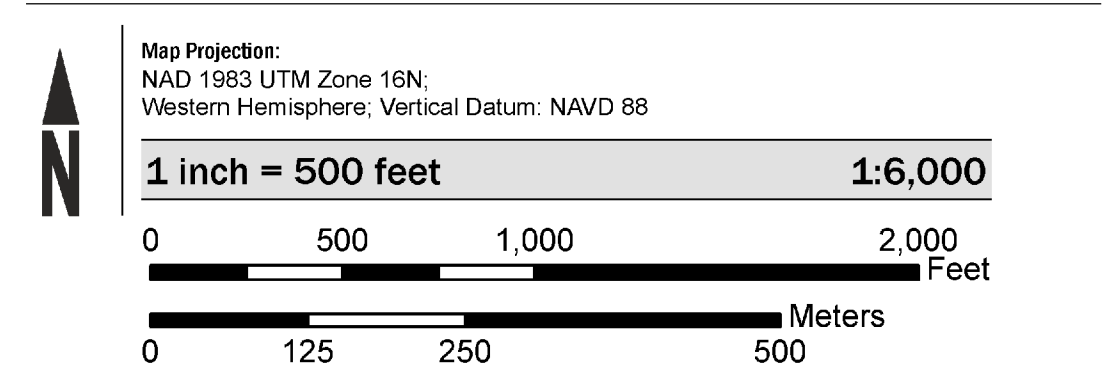 Map Projection:
NAD 1983 UTM Zone 16N;
Western Hemisphere; Vertical Datum: NAVD 88
N
1 inch = 500 feet 1:6,000
0 500 1,000 2,000
Feet
Meters
0 125 250 500